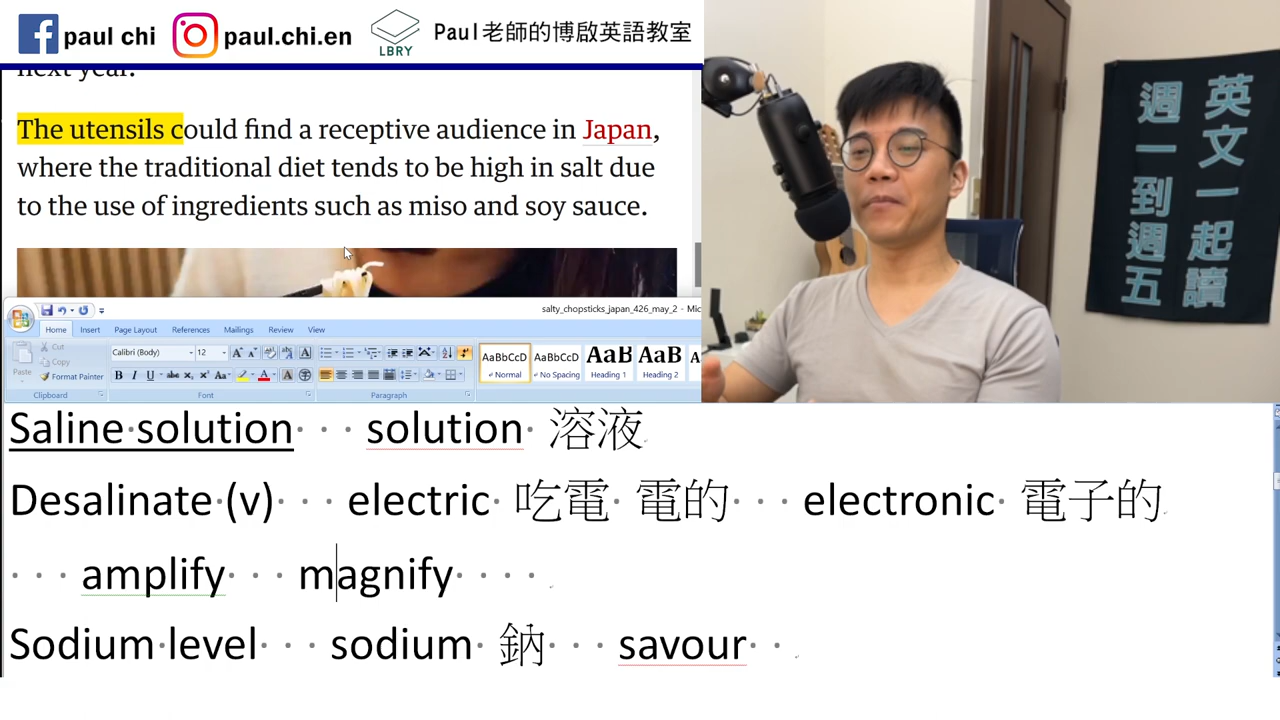 paul chi paul.chi.en LBRY Paul老師的博啟英語教室
next year.
The utensils could find a receptive audience in Japan,
where the traditional diet tends to be high in salt due
to the use of ingredients such as miso and soy sauce.
英文一起讀
週一到週五
salty_chopsticks_japan_426_may_2 - Mic
Home Insert Page Layout References Mailings Review View
Cut
Copy
Paste
Format Painter
Clipboard
Calibri (Body) 12
Font
Paragraph
AaBbCcD AaBbCcD AaB AaB
Normal No Spacing Heading 1 Heading 2
Saline solution solution 溶液
Desalinate (v) electric 吃電 電的 electronic 電子的
amplify magnify
Sodium level sodium 鈉 savour